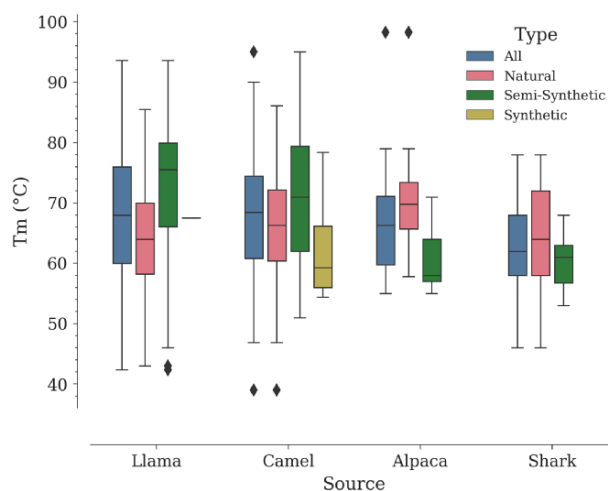 100
90
80
70
60
50
40
Tm (°C)
Type
All
Natural
Semi-Synthetic
Synthetic
Llama
Camel
Alpaca
Shark
Source